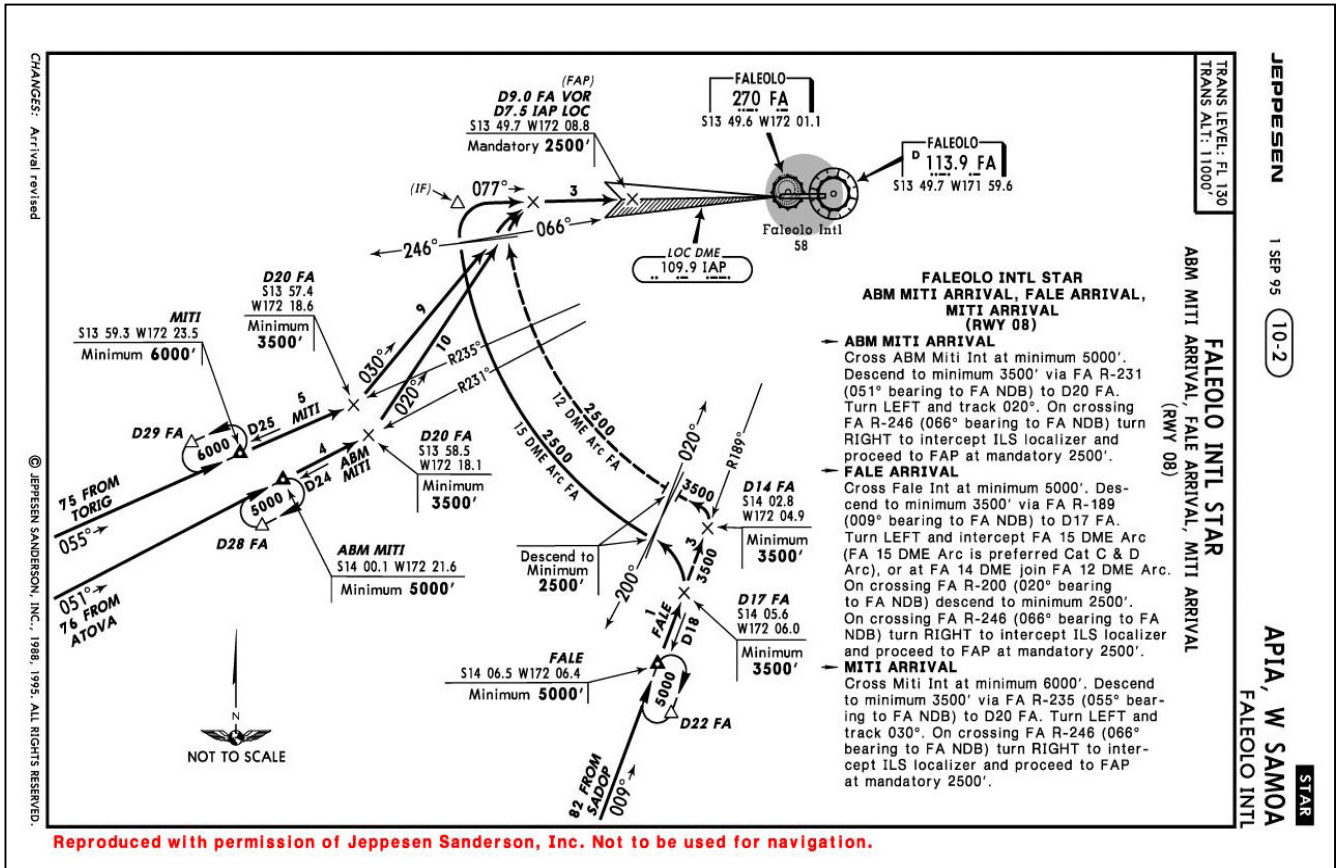 JEPPESEN
1 SEP 95
10-2
APIA, W SAMOA
STAR
FALEOLO INTL
FALEOLO INTL STAR
ABM MITI ARRIVAL, FALE ARRIVAL, MITI ARRIVAL
(RWY 08)
TRANS LEVEL: FL 130
TRANS ALT: 11000'
(FAP)
D9.0 FA VOR
D7.5 IAP LOC
S13 49.7 W172 08.8
Mandatory 2500'
FALEOLO
270 FA
S13 49.6 W172 01.1
FALEOLO
D 113.9 FA
S13 49.7 W171 59.6
(IF)
077°
3
246°
066°
Faleolo Intl
58
LOC DME
109.9 IAP
D20 FA
S13 57.4
W172 18.6
Minimum
3500'
MITI
S13 59.3 W172 23.5
Minimum 6000'
9
10
030°
020°
R235°
R231°
5
MITI
D25
D29 FA
6000
4
ABM
MITI
D24
5000
D28 FA
D20 FA
S13 58.5
W172 18.1
Minimum
3500'
75 FROM
TORIG
055°
051°
76 FROM
ATOVA
ABM MITI
S14 00.1 W172 21.6
Minimum 5000'
2500
12 DME Arc FA
2500
15 DME Arc FA
020°
R189°
3500
D14 FA
S14 02.8
W172 04.9
Minimum
3500'
Descend to
Minimum
2500'
200°
3
3500
D17 FA
S14 05.6
W172 06.0
Minimum
3500'
1
FALE
D18
FALE
S14 06.5 W172 06.4
Minimum 5000'
5000
D22 FA
82 FROM
SADOP
009°
N
NOT TO SCALE
FALEOLO INTL STAR
ABM MITI ARRIVAL, FALE ARRIVAL,
MITI ARRIVAL
(RWY 08)
ABM MITI ARRIVAL
Cross ABM Miti Int at minimum 5000'.
Descend to minimum 3500' via FA R-231
(051° bearing to FA NDB) to D20 FA.
Turn LEFT and track 020°. On crossing
FA R-246 (066° bearing to FA NDB) turn
RIGHT to intercept ILS localizer and
proceed to FAP at mandatory 2500'.
FALE ARRIVAL
Cross Fale Int at minimum 5000'. Des-
cend to minimum 3500' via FA R-189
(009° bearing to FA NDB) to D17 FA.
Turn LEFT and intercept FA 15 DME Arc
(FA 15 DME Arc is preferred Cat C & D
Arc), or at FA 14 DME join FA 12 DME Arc.
On crossing FA R-200 (020° bearing
to FA NDB) descend to minimum 2500'.
On crossing FA R-246 (066° bearing to FA
NDB) turn RIGHT to intercept ILS localizer
and proceed to FAP at mandatory 2500'.
MITI ARRIVAL
Cross Miti Int at minimum 6000'. Descend
to minimum 3500' via FA R-235 (055° bear-
ing to FA NDB) to D20 FA. Turn LEFT and
track 030°. On crossing FA R-246 (066°
bearing to FA NDB) turn RIGHT to inter-
cept ILS localizer and proceed to FAP
at mandatory 2500'.
CHANGES: Arrival revised
© JEPPESEN SANDERSON, INC., 1988, 1995. ALL RIGHTS RESERVED.
Reproduced with permission of Jeppesen Sanderson, Inc. Not to be used for navigation.